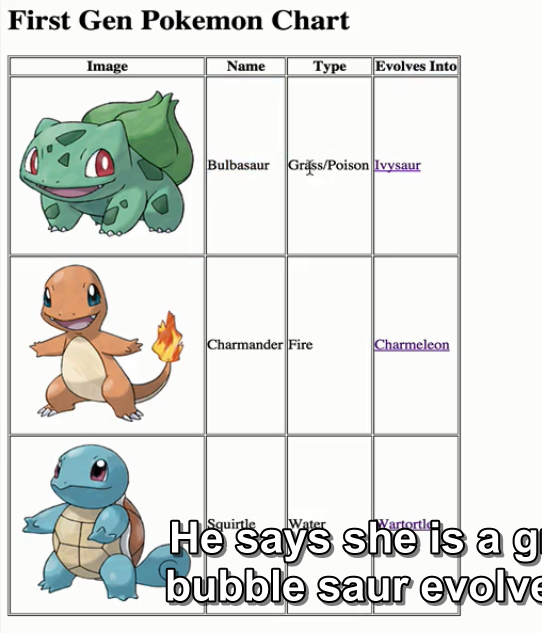 First Gen Pokemon Chart
Image Name Type Evolves Into
Bulbasaur Grass/Poison Ivysaur
Charmander Fire Charmeleon
Squirtle Water Wartortle
He says she is a
bubble saur